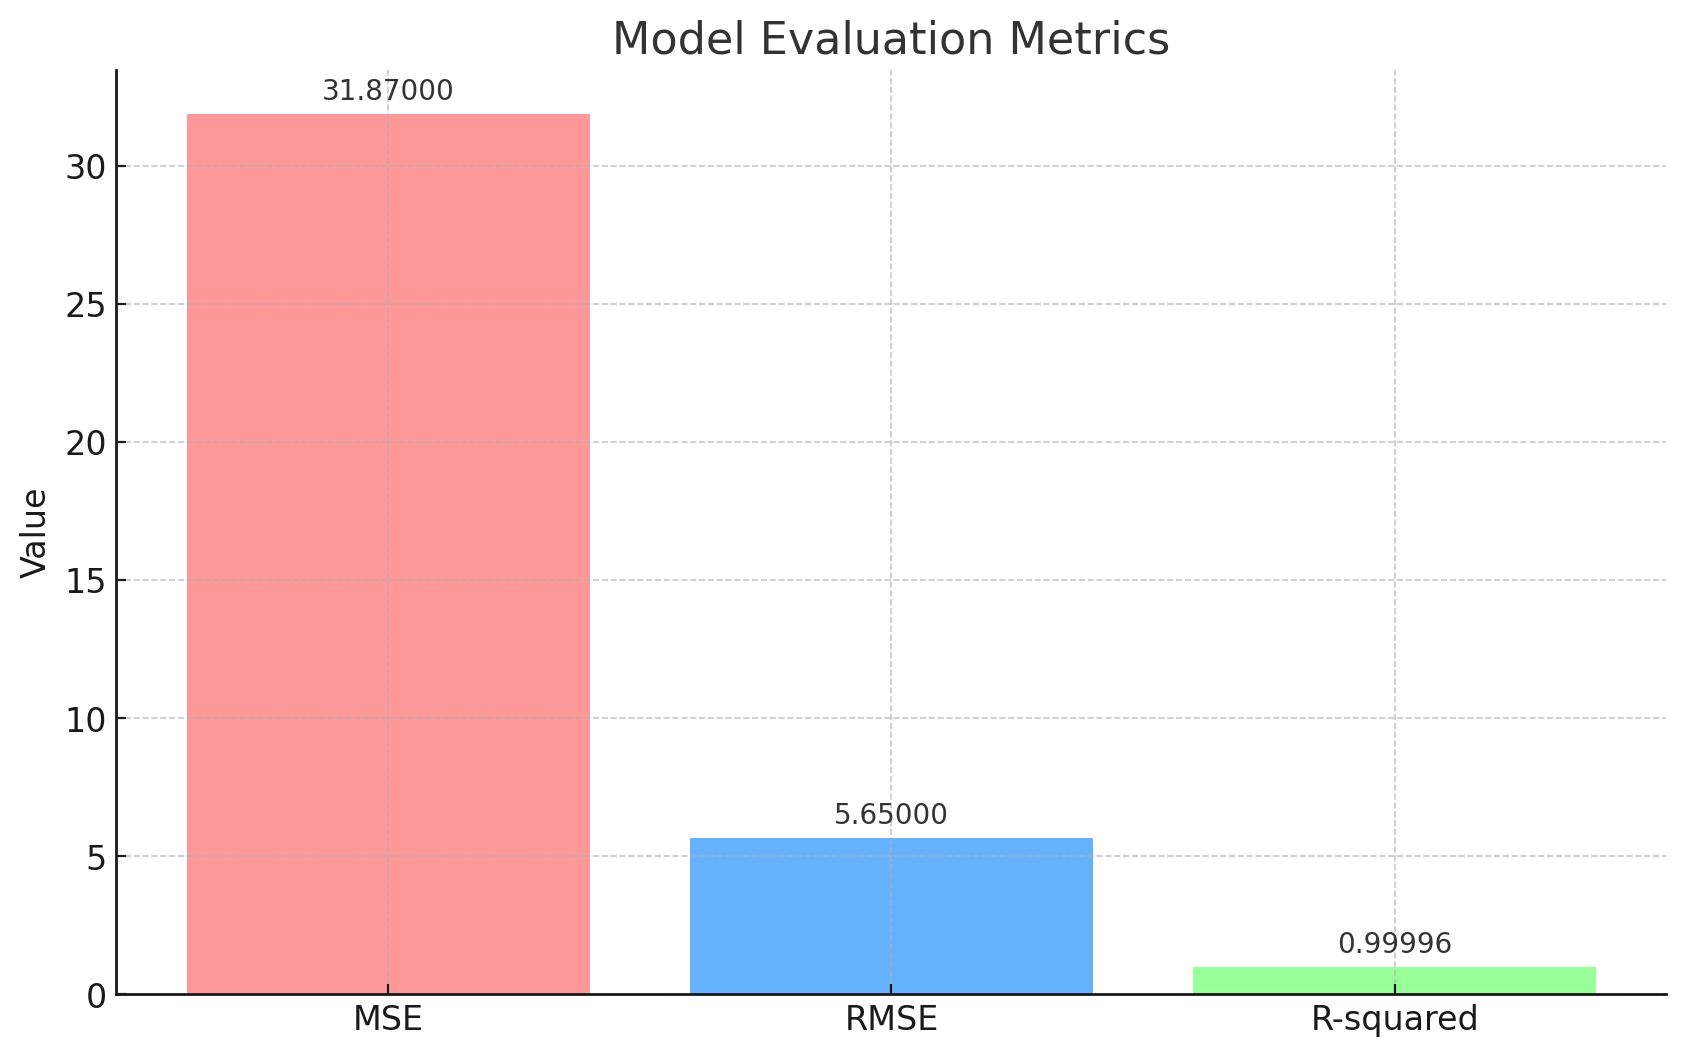 Model Evaluation Metrics
31.87000
30
25
20
15
10
5
0
Value
5.65000
0.99996
MSE
RMSE
R-squared